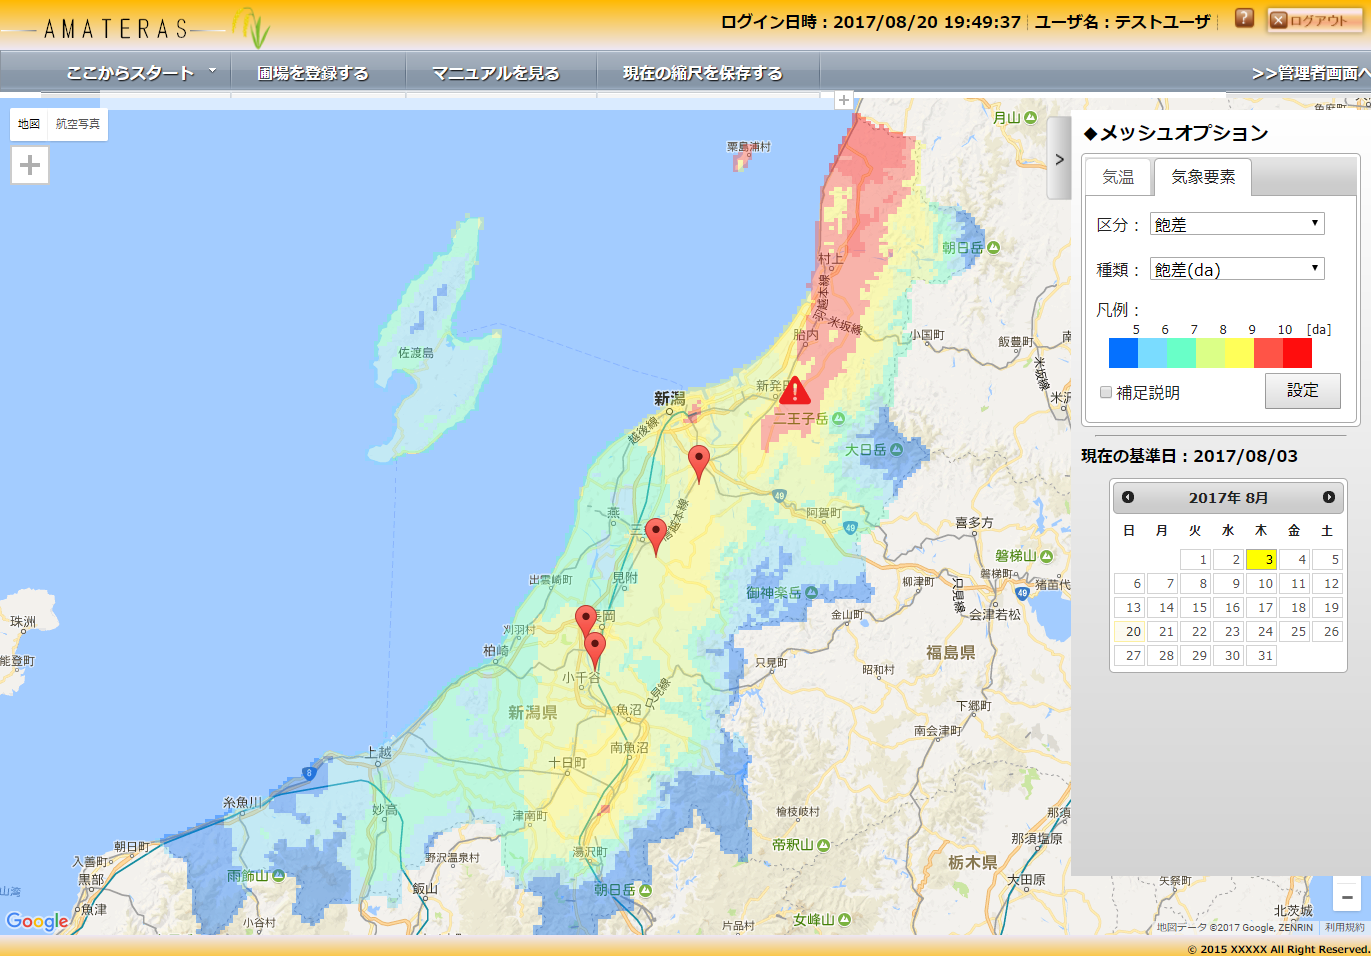 AMATERAS
ログイン日時：2017/08/20 19:49:37 ユーザ名：テストユーザ
?
ログアウト
ここからスタート
圃場を登録する
マニュアルを見る
現在の縮尺を保存する
>>管理者画面へ
地図
航空写真
◆メッシュオプション
気温
気象要素
区分：
飽差
種類：
飽差(da)
凡例：
5 6 7 8 9 10 [da]
補足説明
設定
現在の基準日：2017/08/03
2017年 8月
日 月 火 水 木 金 土
1 2 3 4 5
6 7 8 9 10 11 12
13 14 15 16 17 18 19
20 21 22 23 24 25 26
27 28 29 30 31
月山
粟島浦村
朝日岳
村上
羽越本線
米坂線
胎内
小国町
飯豊町
米坂線
佐渡島
新潟
二王子岳
越後線
大日岳
49
阿賀町
49
燕
信越本線
喜多方
磐梯山
磐梯町
猪苗代
出雲崎町
見附
御神楽岳
柳津町
只見線
49
会津若松
金山町
珠洲
能登町
刈羽村
柏崎
長岡
小千谷
只見町
昭和村
福島県
新潟県
魚沼
只見線
下郷町
南会津町
上越
8
十日町
南魚沼
糸魚川
妙高
津南町
檜枝岐村
那須塩原
朝日町
入善町
黒部
魚津
雨飾山
野沢温泉村
湯沢町
帝釈山
栃木県
大田原
矢祭町
飯山
朝日岳
小谷村
女峰山
片品村
北茨城
Google
地図データ ©2017 Google, ZENRIN
利用規約
© 2015 XXXXX All Right Reserved.